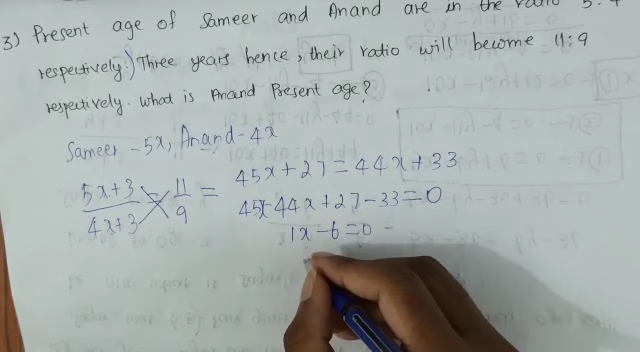 3) Present age of Sameer and Anand are in the ratio 5:4
respectively.) Three years hence, their ratio will become 11:9
respectively. what is Anand Present age?
Sameer - 5x, Anand - 4x
5x+3/4x+3 = 11/9 = 45x+27=44x+33
45x-44x+27-33=0
1x-6=0